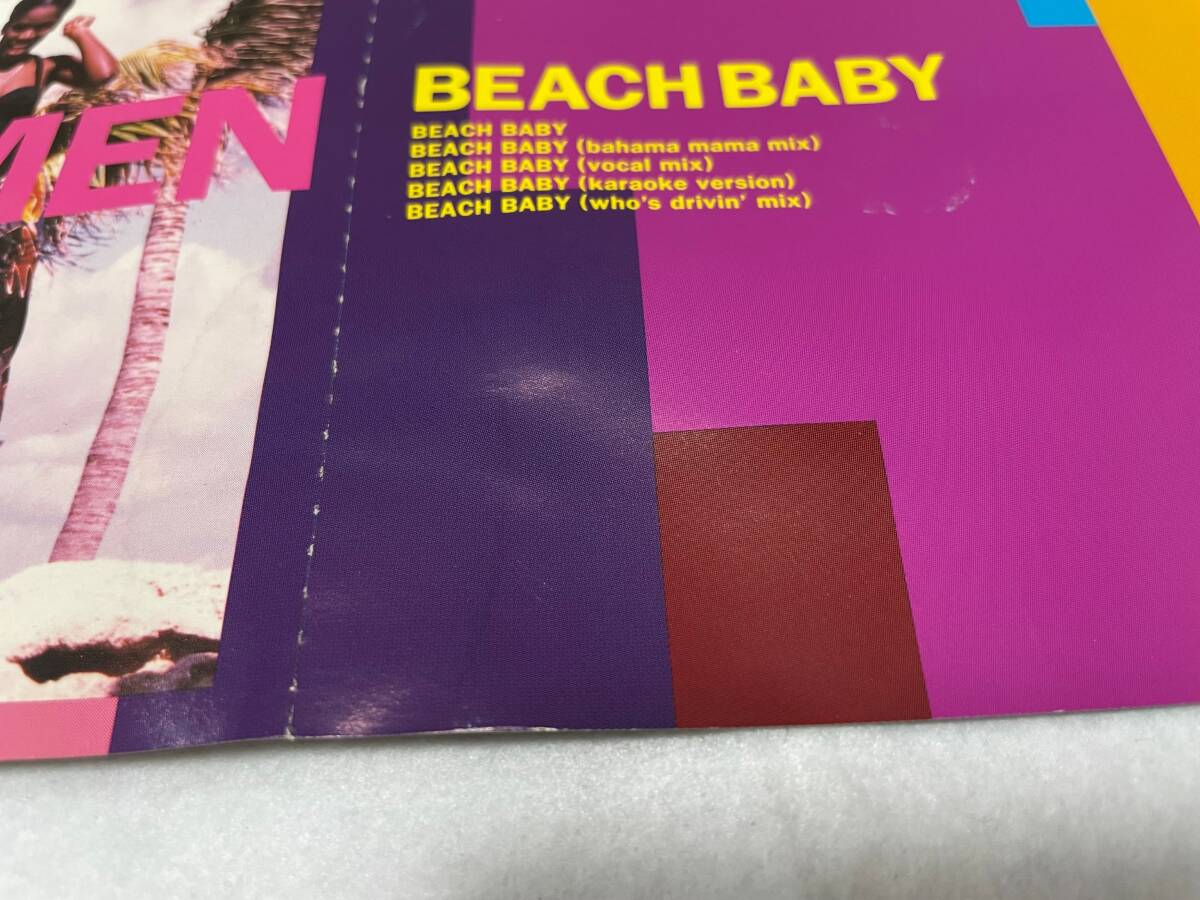 MEN
BEACH BABY
BEACH BABY
BEACH BABY (bahama mama mix)
BEACH BABY (vocal mix)
BEACH BABY (karaoke version)
BEACH BABY (who's drivin' mix)